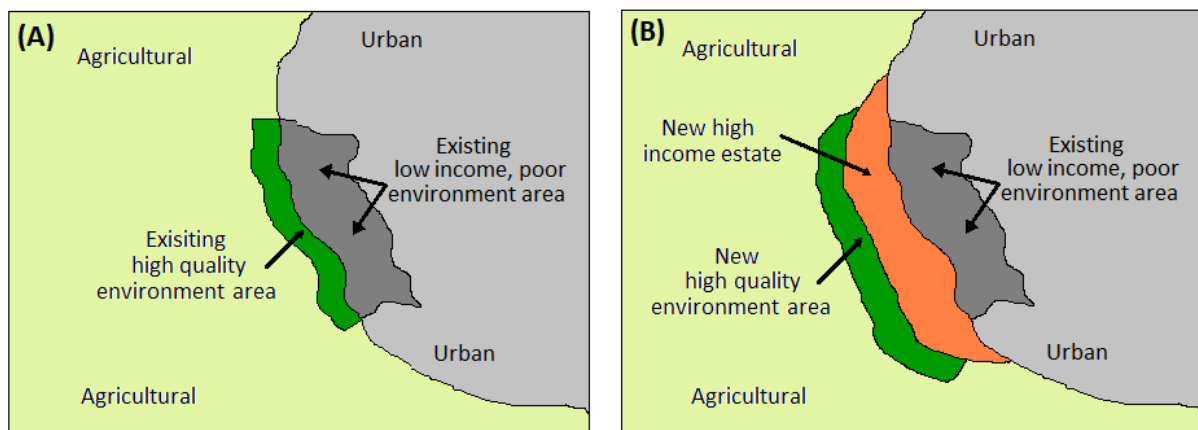 (A)
Agricultural
Urban
Existing
low income, poor
environment area
Exisiting
high quality
environment area
Urban
Agricultural
(B)
Agricultural
Urban
New high
income estate
Existing
low income, poor
environment area
New
high quality
environment area
Urban
Agricultural